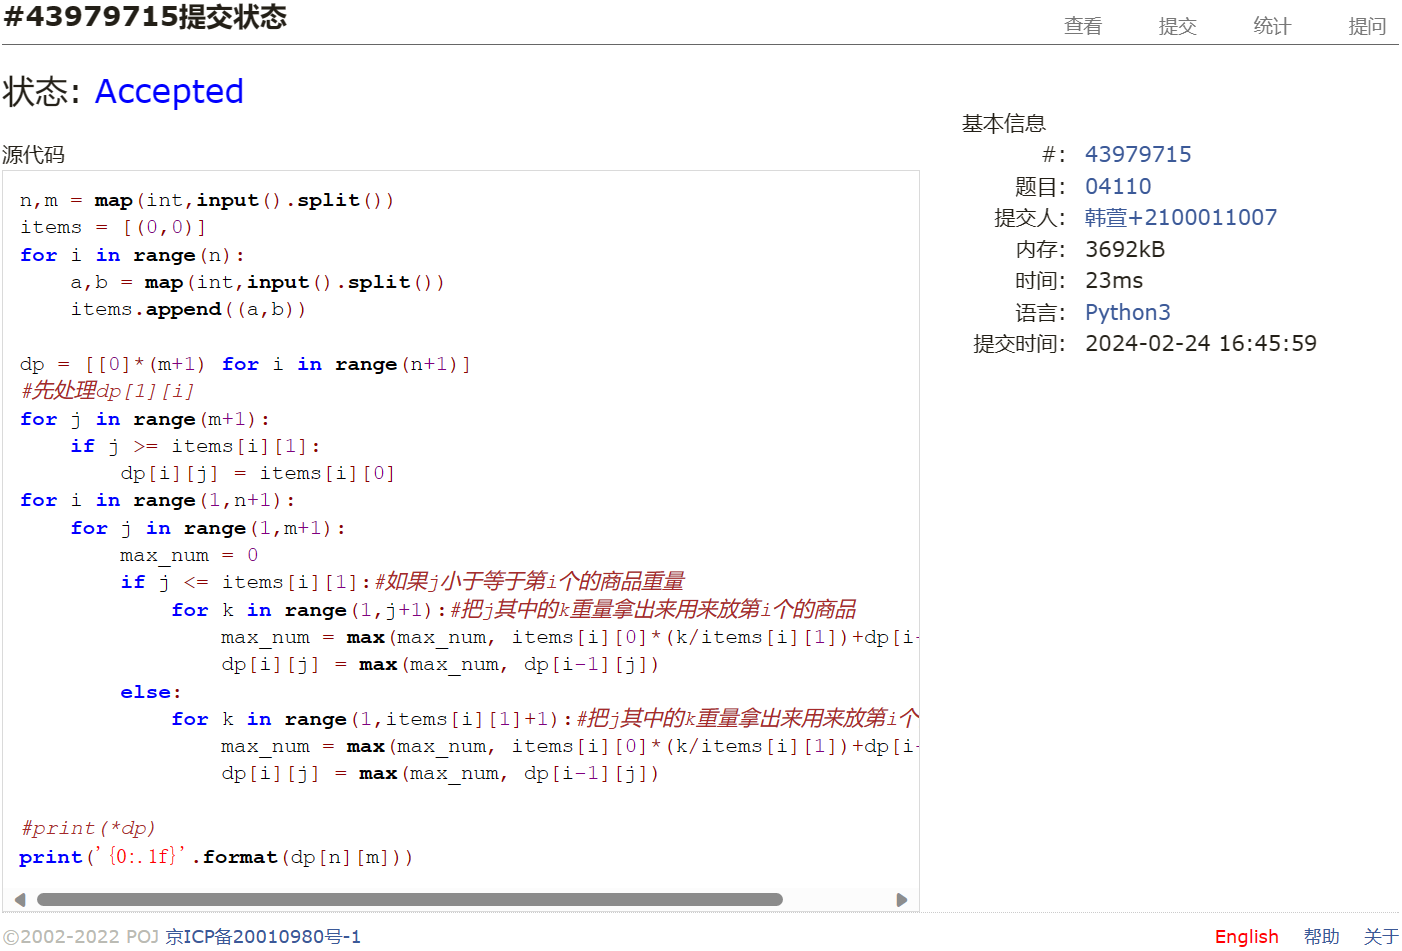 #43979715提交状态
查看 提交 统计 提问
状态: Accepted
源代码
n,m = map(int,input().split())
items = [(0,0)]
for i in range(n):
    a,b = map(int,input().split())
    items.append((a,b))
dp = [[0]*(m+1) for i in range(n+1)]
#先处理dp[1][i]
for j in range(m+1):
    if j >= items[i][1]:
        dp[i][j] = items[i][0]
for i in range(1,n+1):
    for j in range(1,m+1):
        max_num = 0
        if j <= items[i][1]:#如果j小于等于第i个的商品重量
            for k in range(1,j+1):#把j其中的k重量拿出来用来放第i个的商品
                max_num = max(max_num, items[i][0]*(k/items[i][1])+dp[i-
                dp[i][j] = max(max_num, dp[i-1][j])
        else:
            for k in range(1,items[i][1]+1):#把j其中的k重量拿出来用来放第i个
                max_num = max(max_num, items[i][0]*(k/items[i][1])+dp[i-
                dp[i][j] = max(max_num, dp[i-1][j])
#print(*dp)
print('{0:.1f}'.format(dp[n][m]))
基本信息
#: 43979715
题目: 04110
提交人: 韩萱+2100011007
内存: 3692kB
时间: 23ms
语言: Python3
提交时间: 2024-02-24 16:45:59
©2002-2022 POJ 京ICP备20010980号-1
English 帮助 关于